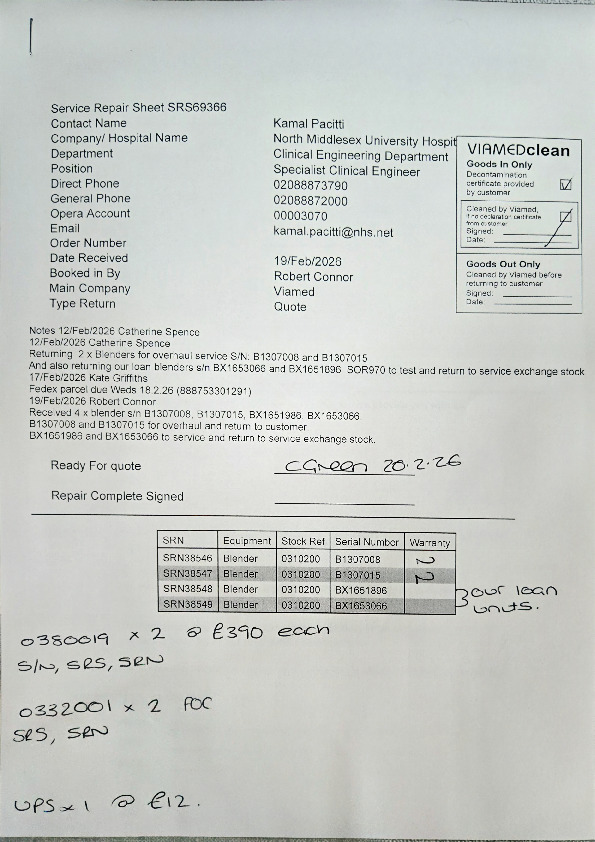 Service Repair Sheet SRS69366
Contact Name Kamal Pacitti
Company/ Hospital Name North Middlesex University Hospit
Department Clinical Engineering Department
Position Specialist Clinical Engineer
Direct Phone 02088873790
General Phone 02088872000
Opera Account 00003070
Email kamal.pacitti@nhs.net
Order Number
Date Received 19/Feb/2026
Booked in By Robert Connor
Main Company Viamed
Type Return Quote
VIAMEDclean
Goods In Only
Decontamination
certificate provided
by customer
Cleaned by Viamed,
if no declaration certificate
from customer
Signed:
Date:
Goods Out Only
Cleaned by Viamed before
returning to customer
Signed:
Date
Notes 12/Feb/2026 Catherine Spence
12/Feb/2026 Catherine Spence
Returning 2 x Blenders for overhaul service S/N: B1307008 and B1307015
And also returning our loan blenders s/n BX1653066 and BX1651896 SOR970 to test and return to service exchange stock
17/Feb/2026 Kate Griffiths
Fedex parcel due Weds 18.2.26 (888753301291)
19/Feb/2026 Robert Connor
Received 4 x blender s/n B1307008, B1307015, BX1651986, BX1653066
B1307008 and B1307015 for overhaul and return to customer
BX1651986 and BX1653066 to service and return to service exchange stock.
Ready For quote CGreen 20.2.26
Repair Complete Signed
SRN Equipment Stock Ref Serial Number Warranty
SRN38546 Blender 0310200 B1307008 N
SRN38547 Blender 0310200 B1307015 N
SRN38548 Blender 0310200 BX1651896
SRN38549 Blender 0310200 BX1653066
our loan
units.
0380019 x 2 @ £390 each
S/N, SRS, SRN
0332001 x 2 FOC
SRS, SRN
UPS x 1 @ £12.